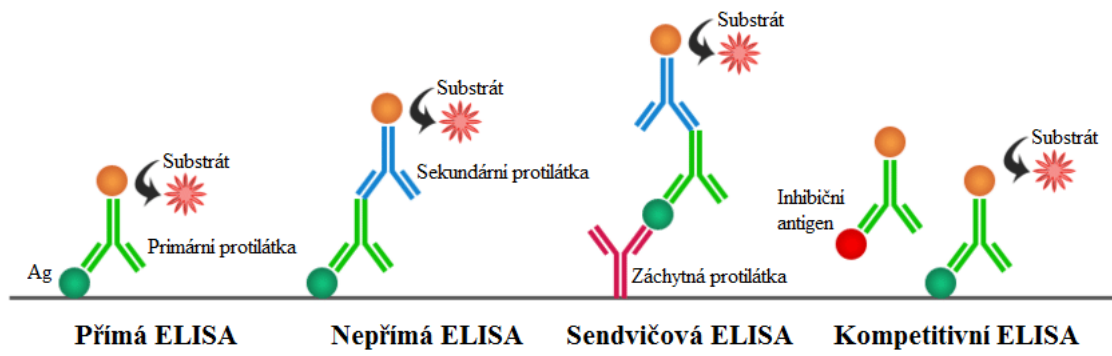 Substrát
Primární protilátka
Ag
Přímá ELISA
Substrát
Sekundární protilátka
Nepřímá ELISA
Substrát
Záchytná protilátka
Sendvičová ELISA
Substrát
Inhibiční
antigen
Kompetitivní ELISA